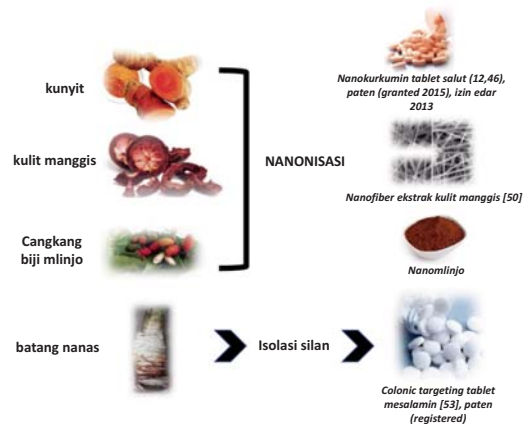 kunyit
kulit manggis
Cangkang
biji mlinjo
batang nanas
NANONISASI
Isolasi silan
Nanokurkumin tablet salut (12,46),
paten (granted 2015), izin edar
2013
Nanofiber ekstrak kulit manggis [50]
Nanomlinjo
Colonic targeting tablet
mesalamin [53], paten
(registered)